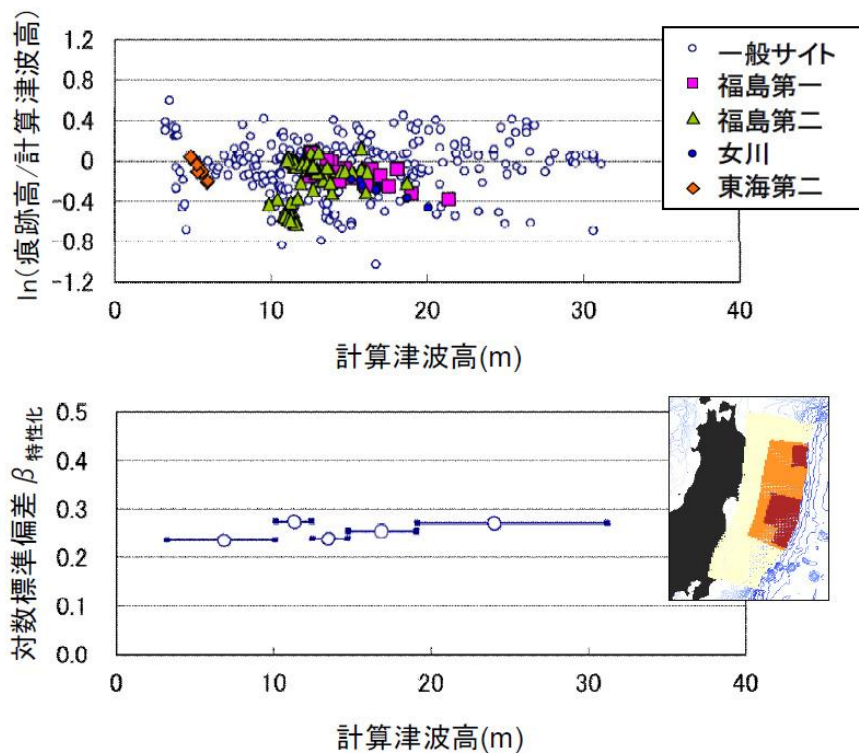 1.2
0.8
0.4
0
-0.4
-0.8
-1.2
ln(痕跡高/計算津波高)
0
10
20
30
40
計算津波高(m)
一般サイト
福島第一
福島第二
女川
東海第二
0.5
0.4
0.3
0.2
0.1
0.0
対数標準偏差β特性化
0
10
20
30
40
計算津波高(m)